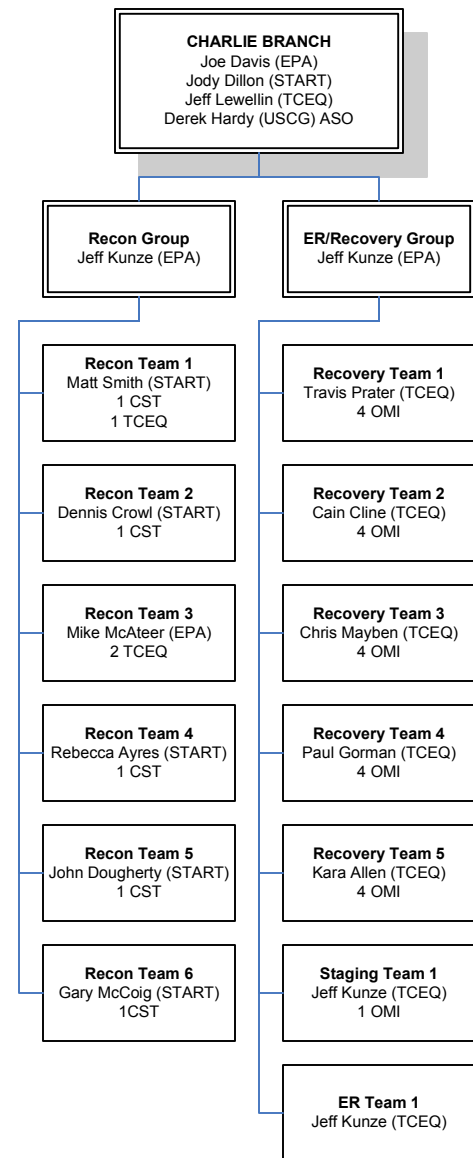 CHARLIE BRANCH
Joe Davis (EPA)
Jody Dillon (START)
Jeff Lewellin (TCEQ)
Derek Hardy (USCG) ASO
Recon Group
Jeff Kunze (EPA)
ER/Recovery Group
Jeff Kunze (EPA)
Recon Team 1
Matt Smith (START)
1 CST
1 TCEQ
Recon Team 2
Dennis Crowl (START)
1 CST
Recon Team 3
Mike McAteer (EPA)
2 TCEQ
Recon Team 4
Rebecca Ayres (START)
1 CST
Recon Team 5
John Dougherty (START)
1 CST
Recon Team 6
Gary McCoig (START)
1CST
Recovery Team 1
Travis Prater (TCEQ)
4 OMI
Recovery Team 2
Cain Cline (TCEQ)
4 OMI
Recovery Team 3
Chris Mayben (TCEQ)
4 OMI
Recovery Team 4
Paul Gorman (TCEQ)
4 OMI
Recovery Team 5
Kara Allen (TCEQ)
4 OMI
Staging Team 1
Jeff Kunze (TCEQ)
1 OMI
ER Team 1
Jeff Kunze (TCEQ)